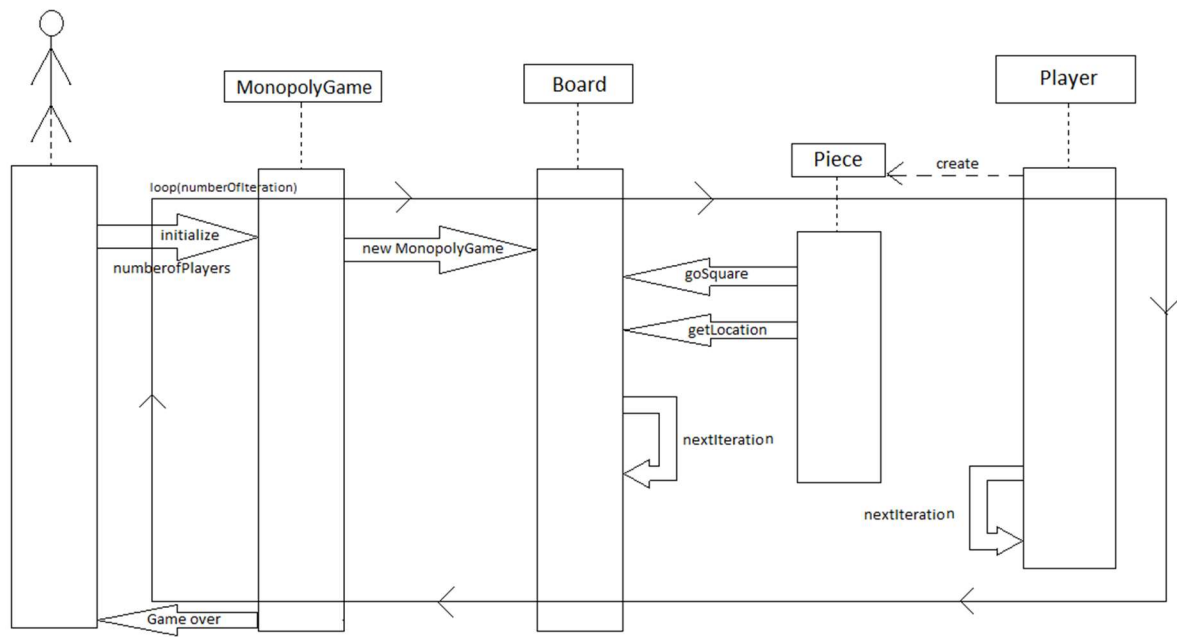 MonopolyGame
Board
Player
Piece
create
loop(numberOfIteration)
initialize
new MonopolyGame
numberofPlayers
goSquare
getLocation
nextIteration
nextIteration
Game over